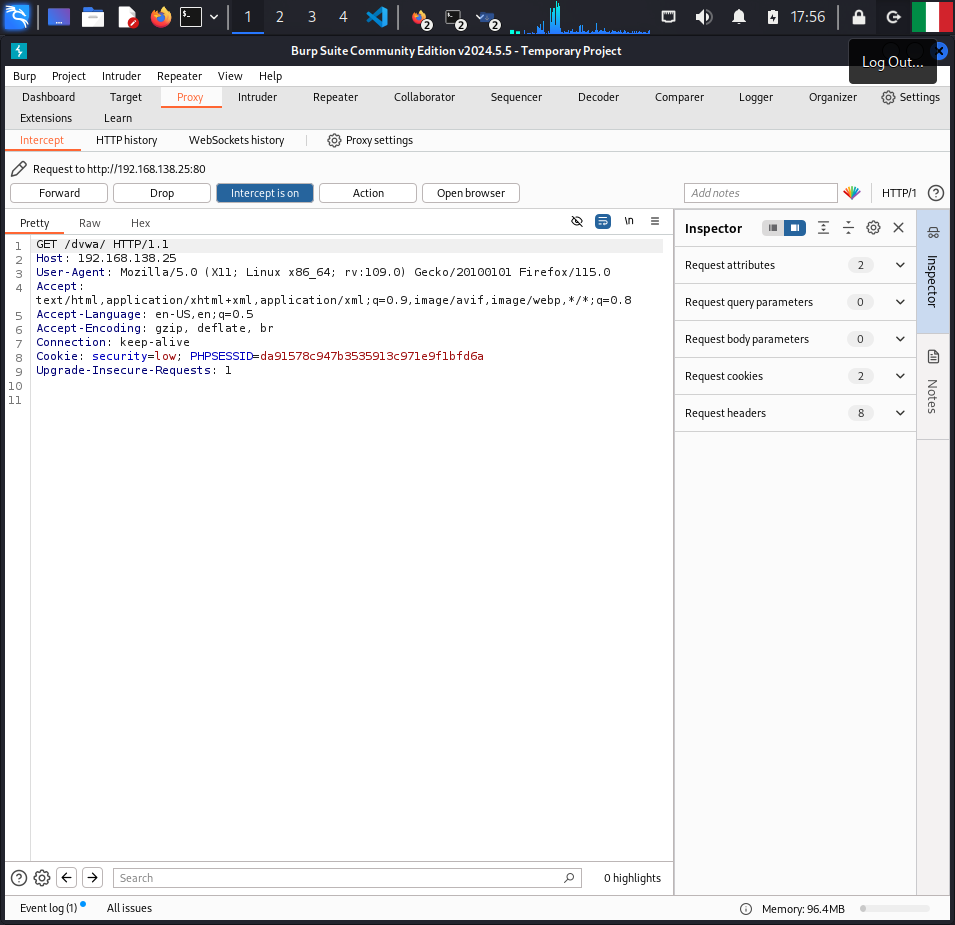 1 2 3 4 2 2 2 17:56
Burp Suite Community Edition v2024.5.5 - Temporary Project
Log Out...
Burp Project Intruder Repeater View Help
Dashboard Target Proxy Intruder Repeater Collaborator Sequencer Decoder Comparer Logger Organizer Settings
Extensions Learn
Intercept HTTP history WebSockets history Proxy settings
Request to http://192.168.138.25:80
Forward Drop Intercept is on Action Open browser Add notes HTTP/1 ?
Pretty Raw Hex \n
Inspector
1 GET /dvwa/ HTTP/1.1
2 Host: 192.168.138.25
3 User-Agent: Mozilla/5.0 (X11; Linux x86_64; rv:109.0) Gecko/20100101 Firefox/115.0
4 Accept:
text/html,application/xhtml+xml,application/xml;q=0.9,image/avif,image/webp,*/*;q=0.8
5 Accept-Language: en-US,en;q=0.5
6 Accept-Encoding: gzip, deflate, br
7 Connection: keep-alive
8 Cookie: security=low; PHPSESSID=da91578c947b3535913c971e9f1bfd6a
9 Upgrade-Insecure-Requests: 1
10
11
Request attributes 2
Request query parameters 0
Request body parameters 0
Request cookies 2
Request headers 8
Inspector
Notes
? Search 0 highlights
Event log (1) All issues Memory: 96.4MB